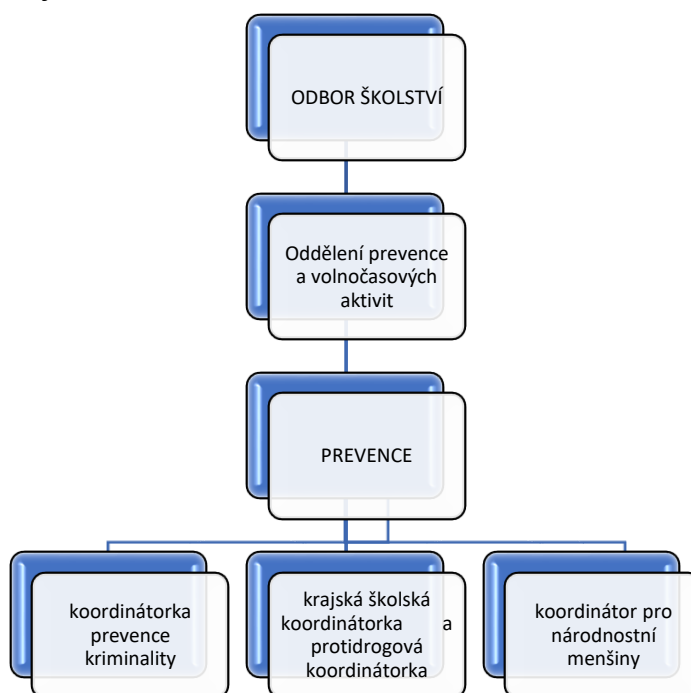 ODBOR ŠKOLSTVÍ
Oddělení prevence
a volnočasových
aktivit
PREVENCE
koordinátorka
prevence
kriminality
krajská školská
koordinátorka a
protidrogová
koordinátorka
koordinátor pro
národnostní
menšiny